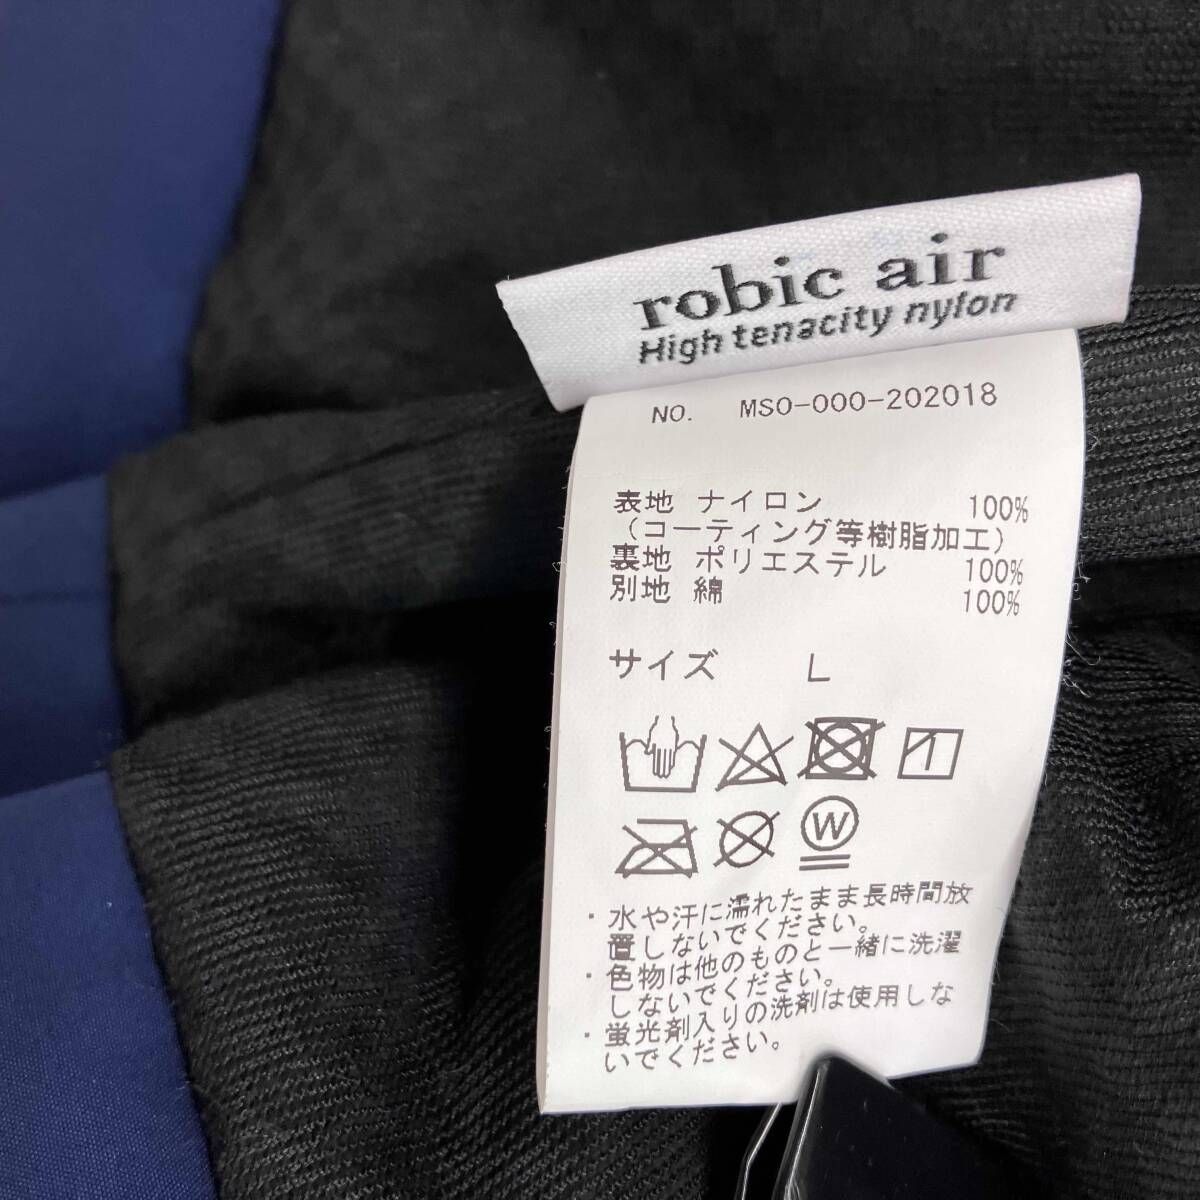 robic air
High tenacity nylon
NO. MSO-000-202018
表地 ナイロン 100%
(コーティング等樹脂加工)
裏地 ポリエステル 100%
別地 綿 100%
サイズ L
W
・水や汗に濡れたまま長時間放
置しないでください。
・色物は他のものと一緒に洗濯
しないでください。
・蛍光剤入りの洗剤は使用しな
いでください。